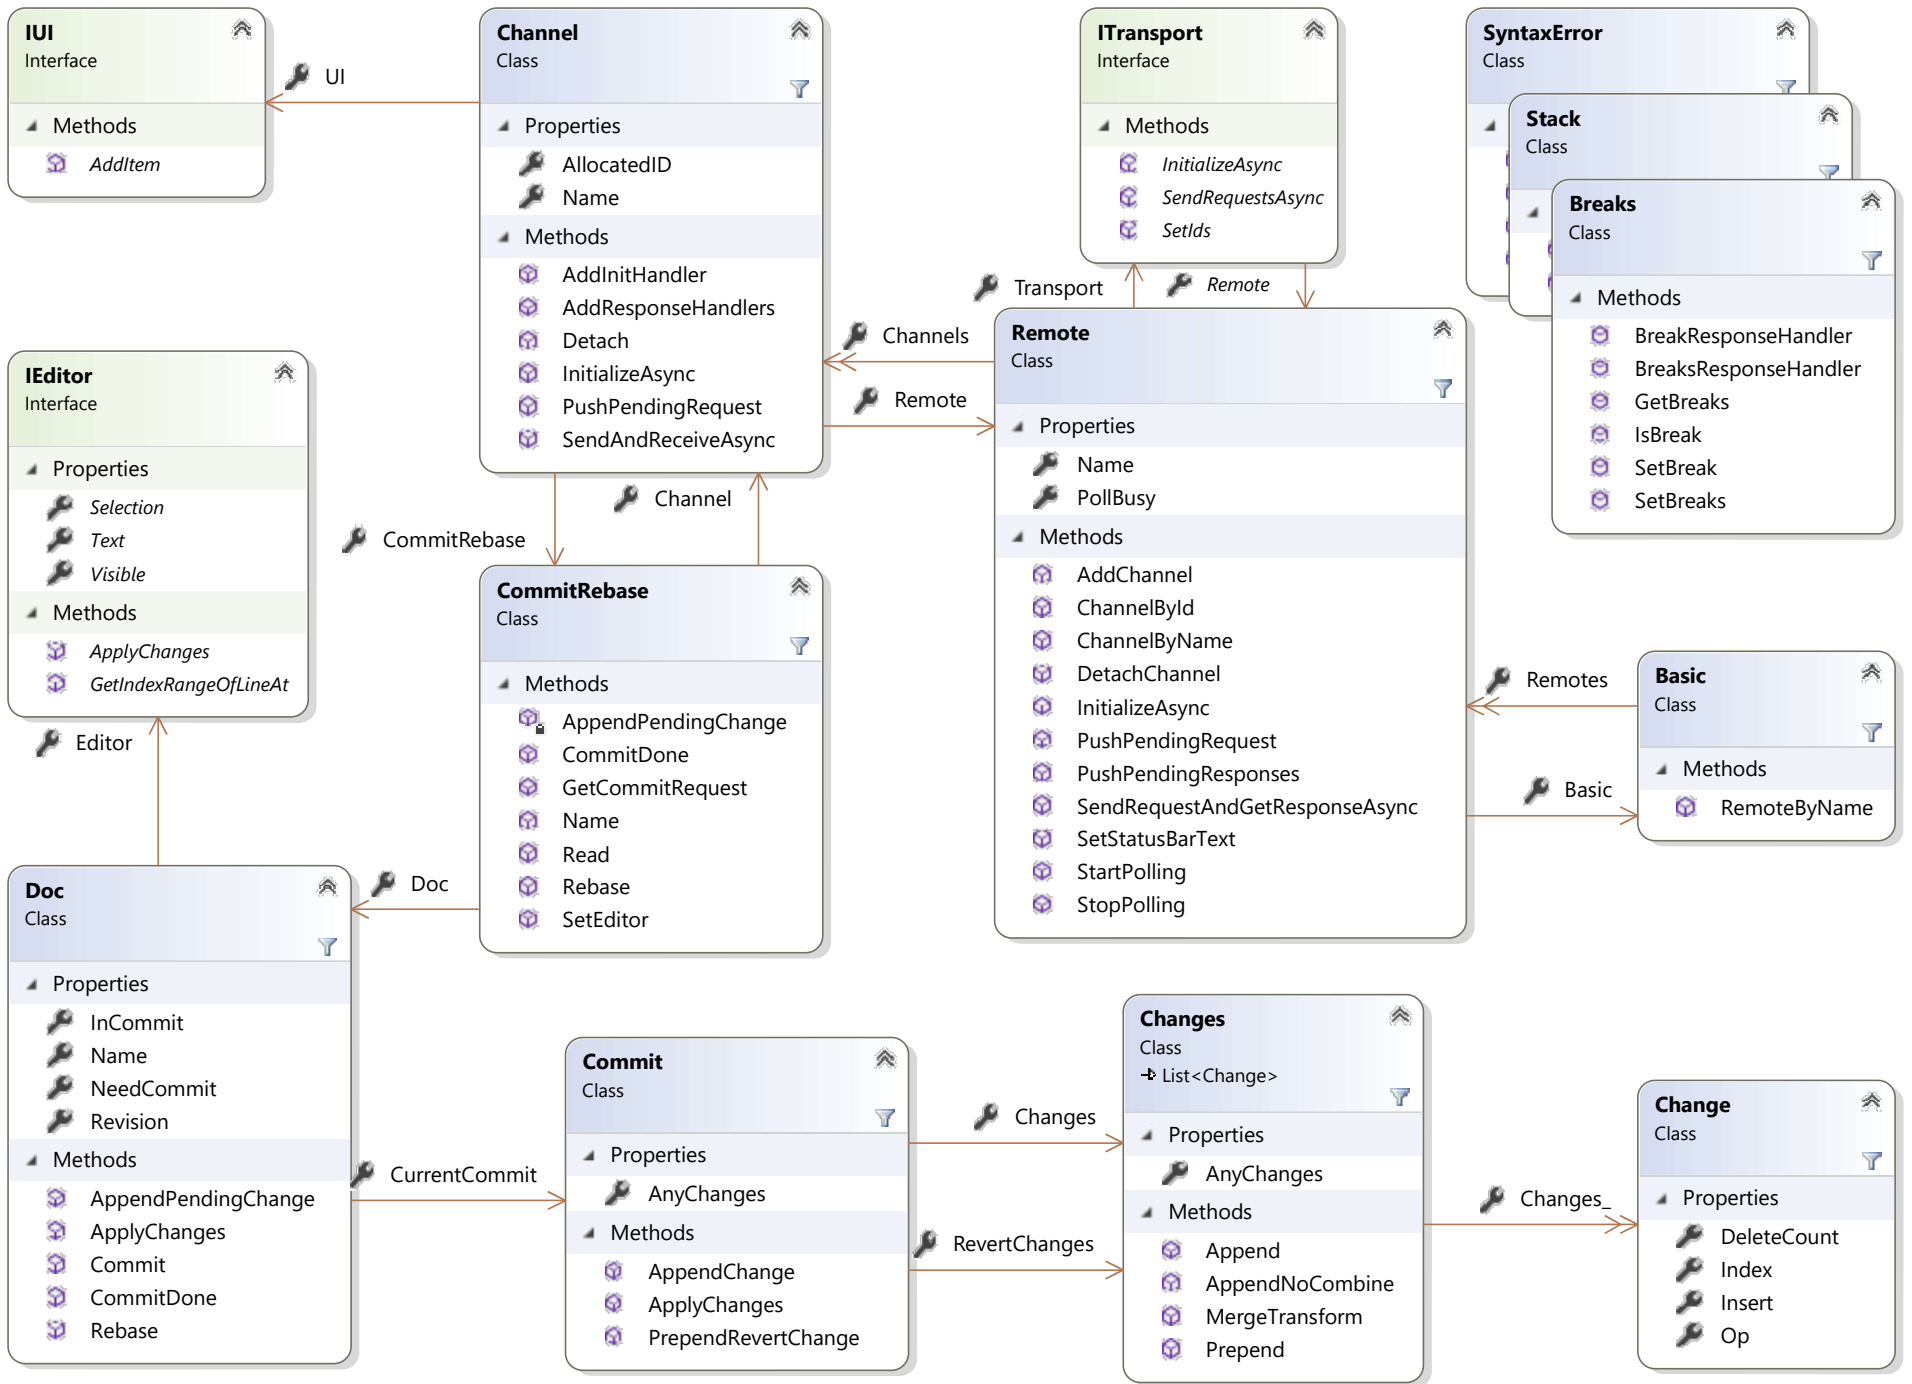 IUI
Interface
Methods
AddItem
UI
Channel
Class
Properties
AllocatedID
Name
Methods
AddInitHandler
AddResponseHandlers
Detach
InitializeAsync
PushPendingRequest
SendAndReceiveAsync
ITransport
Interface
Methods
InitializeAsync
SendRequestsAsync
SetIds
Transport
Remote
SyntaxError
Class
Stack
Class
Breaks
Class
Methods
BreakResponseHandler
BreaksResponseHandler
GetBreaks
IsBreak
SetBreak
SetBreaks
Channels
Remote
IEditor
Interface
Properties
Selection
Text
Visible
Methods
ApplyChanges
GetIndexRangeOfLineAt
Editor
CommitRebase
Channel
CommitRebase
Class
Methods
AppendPendingChange
CommitDone
GetCommitRequest
Name
Read
Rebase
SetEditor
Doc
Remote
Class
Properties
Name
PollBusy
Methods
AddChannel
ChannelById
ChannelByName
DetachChannel
InitializeAsync
PushPendingRequest
PushPendingResponses
SendRequestAndGetResponseAsync
SetStatusBarText
StartPolling
StopPolling
Remotes
Basic
Basic
Class
Methods
RemoteByName
Doc
Class
Properties
InCommit
Name
NeedCommit
Revision
Methods
AppendPendingChange
ApplyChanges
Commit
CommitDone
Rebase
CurrentCommit
Commit
Class
Properties
AnyChanges
Methods
AppendChange
ApplyChanges
PrependRevertChange
Changes
RevertChanges
Changes
Class
List<Change>
Properties
AnyChanges
Methods
Append
AppendNoCombine
MergeTransform
Prepend
Changes_
Change
Class
Properties
DeleteCount
Index
Insert
Op